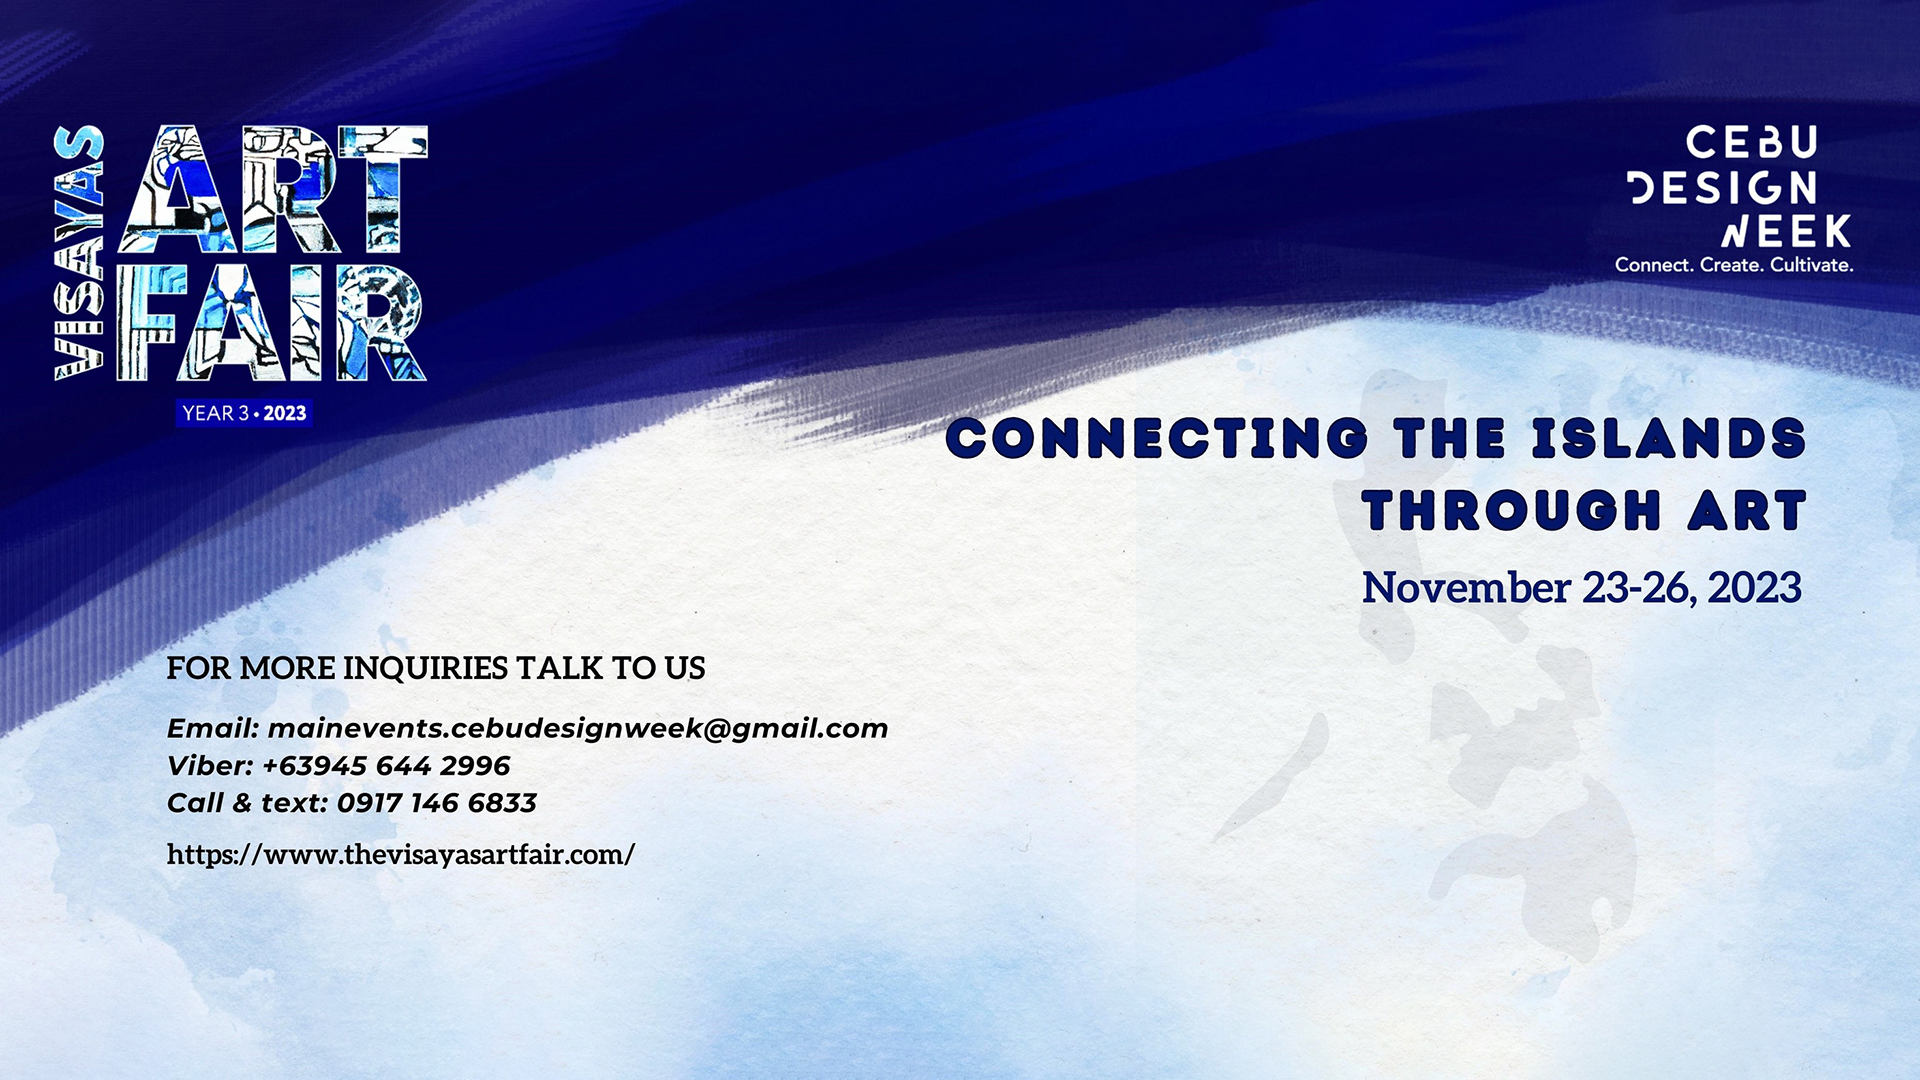 VISAYAS
ART
FAIR
YEAR 3 • 2023
CEBU
DESIGN
WEEK
Connect. Create. Cultivate.
CONNECTING THE ISLANDS
THROUGH ART
November 23-26, 2023
FOR MORE INQUIRIES TALK TO US
Email: mainevents.cebudesignweek@gmail.com
Viber: +63945 644 2996
Call & text: 0917 146 6833
https://www.thevisayasartfair.com/